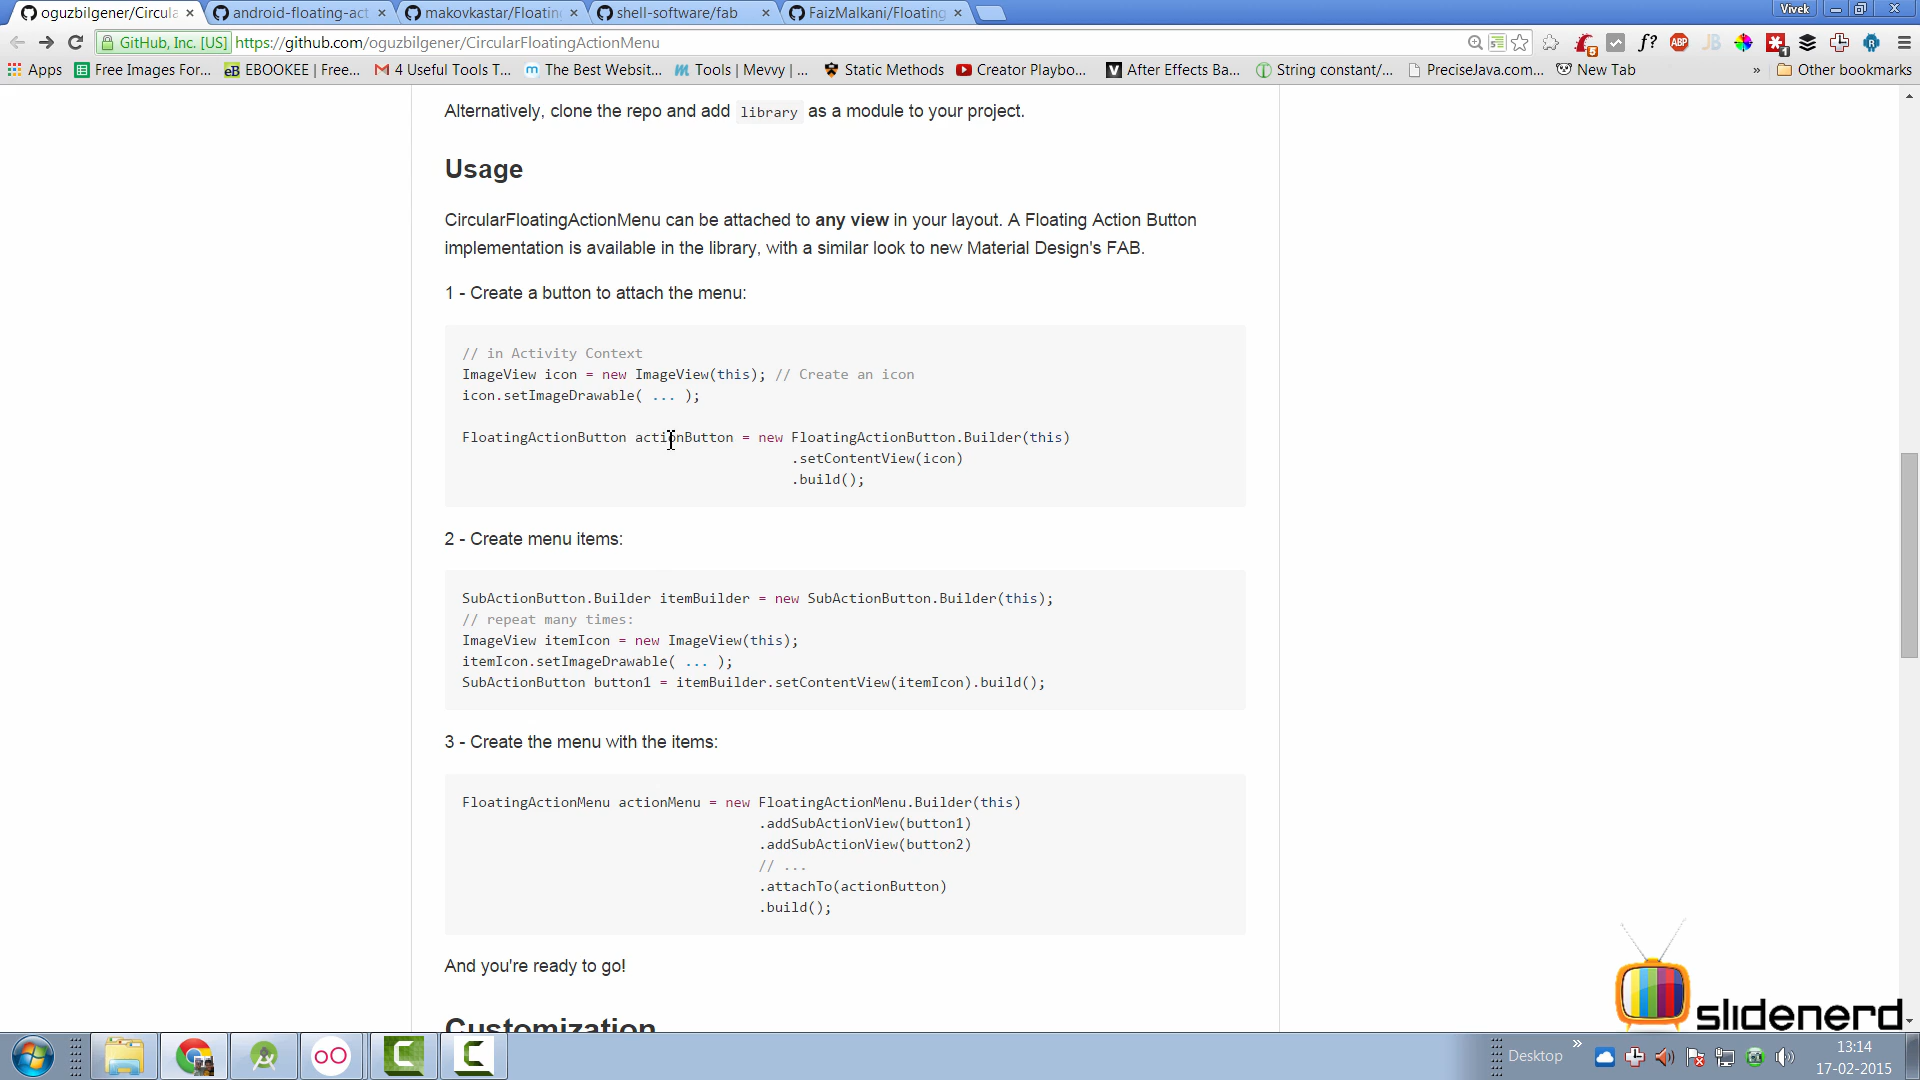 oguzbilgener/Circula
android-floating-act
makovkastar/Floating
shell-software/fab
FaizMalkani/Floating
Vivek
GitHub, Inc. [US] https://github.com/oguzbilgener/CircularFloatingActionMenu
Apps Free Images For... EBOOKEE | Free... 4 Useful Tools T... The Best Websit... Tools | Mevvy | ... Static Methods Creator Playbo... After Effects Ba... String constant/... PreciseJava.com... New Tab » Other bookmarks
Alternatively, clone the repo and add library as a module to your project.
Usage
CircularFloatingActionMenu can be attached to any view in your layout. A Floating Action Button
implementation is available in the library, with a similar look to new Material Design's FAB.
1 - Create a button to attach the menu:
// in Activity Context
ImageView icon = new ImageView(this); // Create an icon
icon.setImageDrawable( ... );
FloatingActionButton actionButton = new FloatingActionButton.Builder(this)
.setContentView(icon)
.build();
2 - Create menu items:
SubActionButton.Builder itemBuilder = new SubActionButton.Builder(this);
// repeat many times:
ImageView itemIcon = new ImageView(this);
itemIcon.setImageDrawable( ... );
SubActionButton button1 = itemBuilder.setContentView(itemIcon).build();
3 - Create the menu with the items:
FloatingActionMenu actionMenu = new FloatingActionMenu.Builder(this)
.addSubActionView(button1)
.addSubActionView(button2)
// ...
.attachTo(actionButton)
.build();
And you're ready to go!
Customization
slidenerd
Desktop »
13:14
17-02-2015